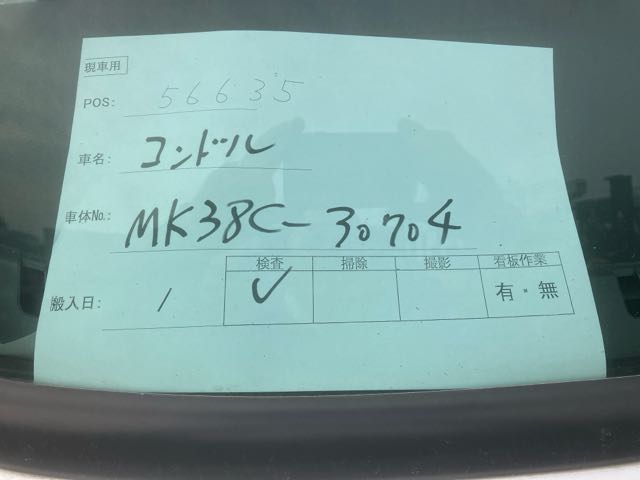 現車用
POS: 56635
車名: コンドル
車体No.: MK38C-30704
検査 掃除 撮影 看板作業
搬入日: / ✓ 有・無